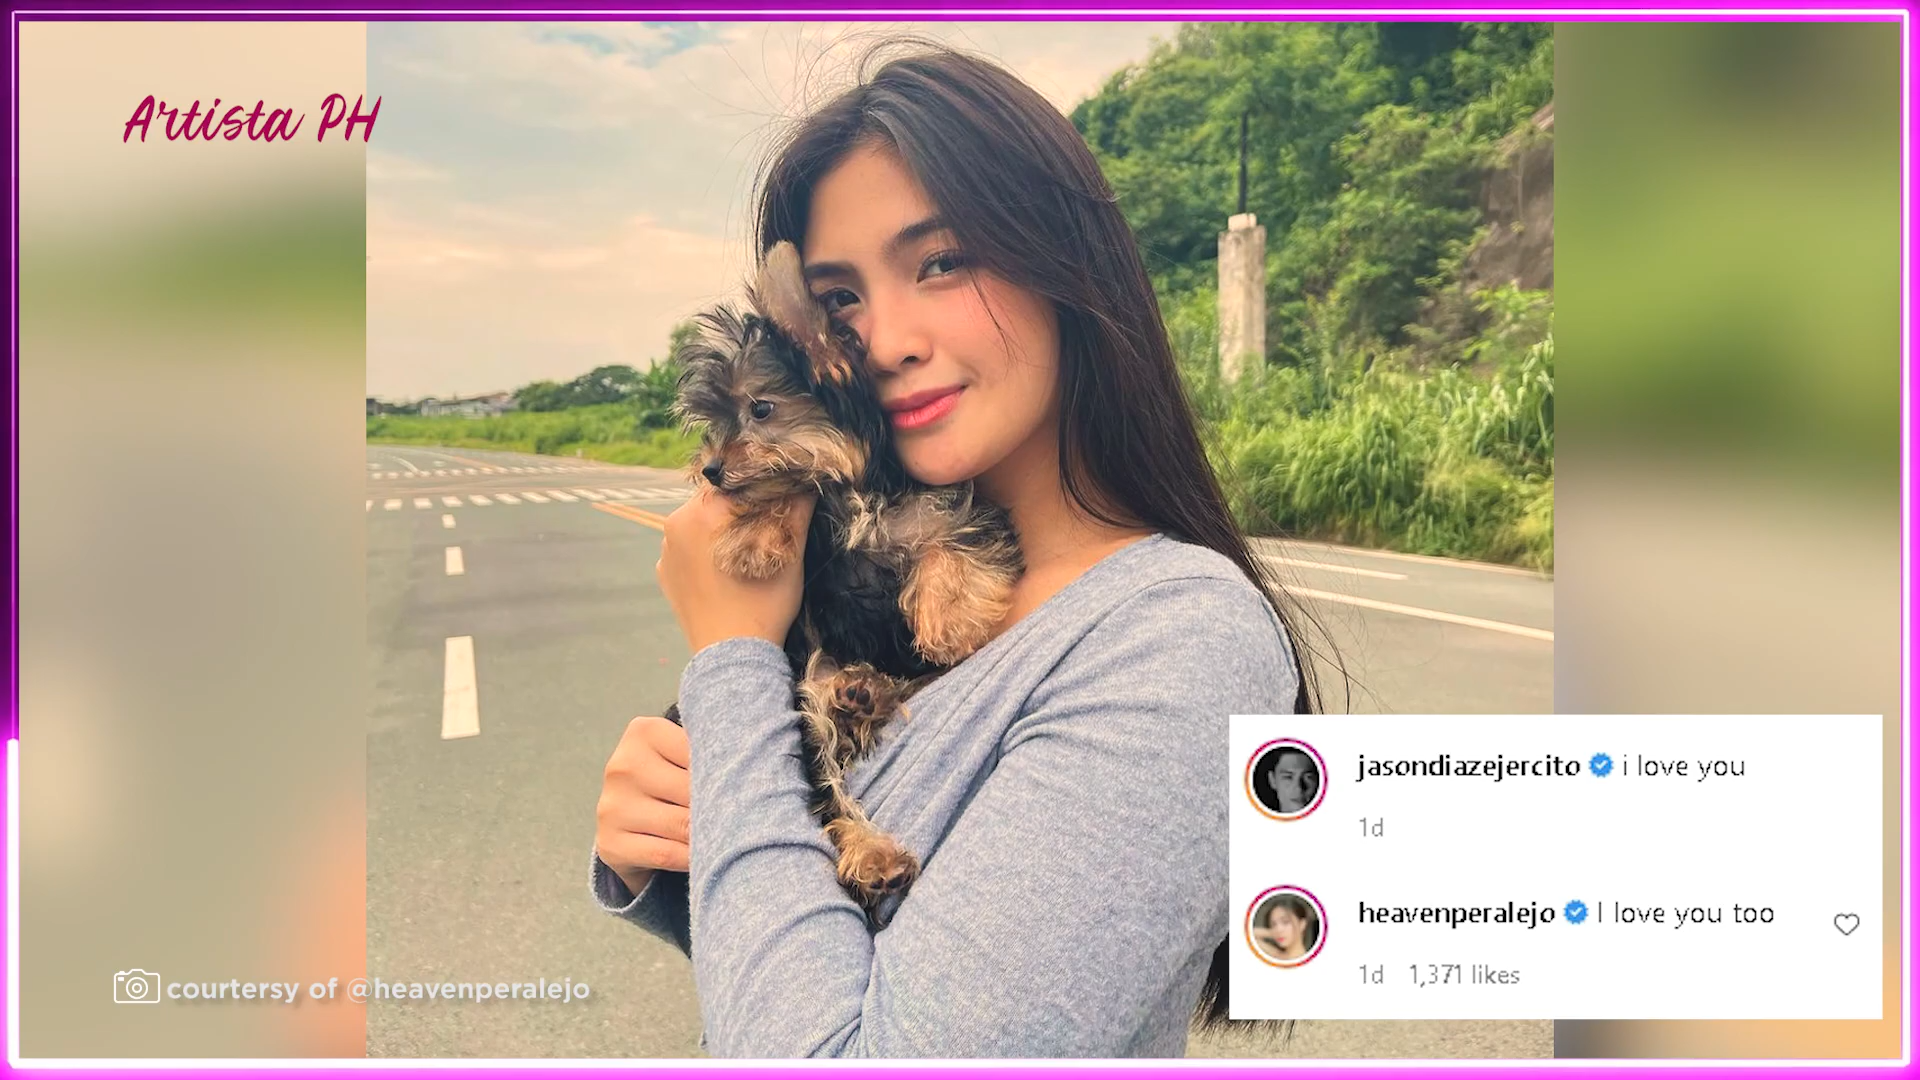 Artista PH
jasondiazejercito i love you
1d
heavenperalejo I love you too
1d 1,371 likes
courtersy of @heavenperalejo